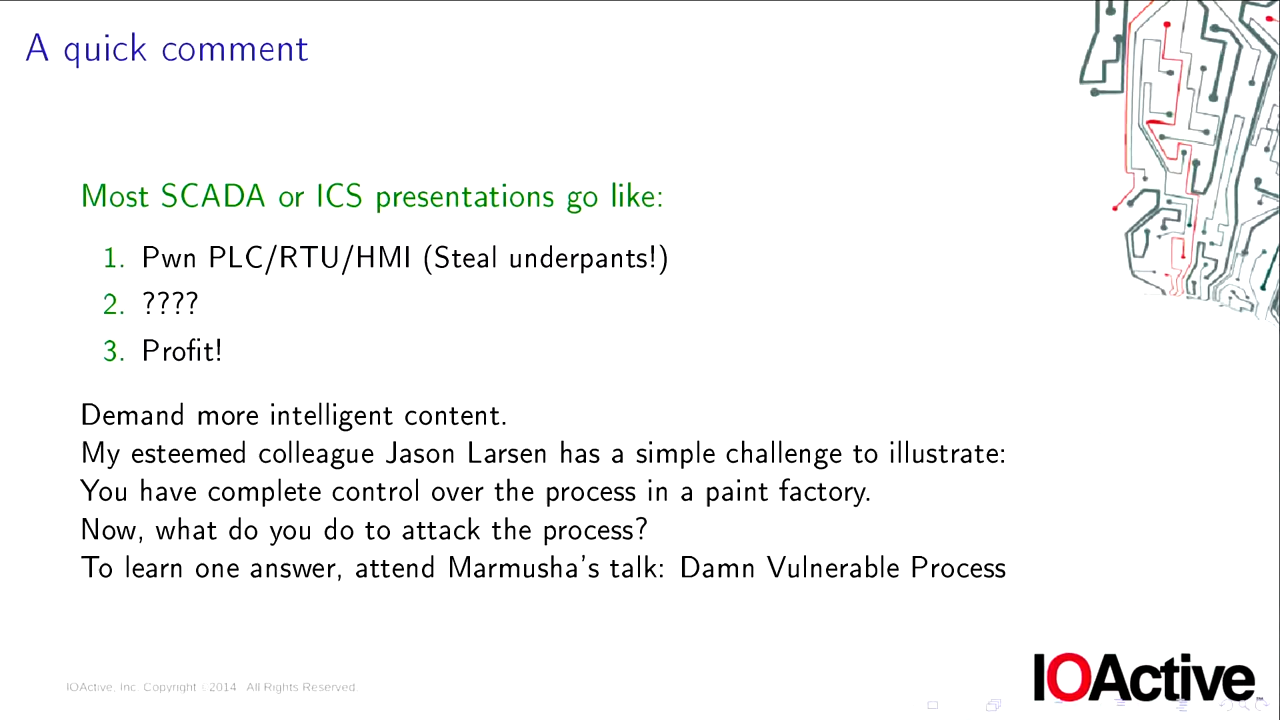 A quick comment
Most SCADA or ICS presentations go like:
1. Pwn PLC/RTU/HMI (Steal underpants!)
2. ????
3. Profit!
Demand more intelligent content.
My esteemed colleague Jason Larsen has a simple challenge to illustrate:
You have complete control over the process in a paint factory.
Now, what do you do to attack the process?
To learn one answer, attend Marmusha's talk: Damn Vulnerable Process
IOActive, Inc. Copyright ©2014. All Rights Reserved.
IOActive™